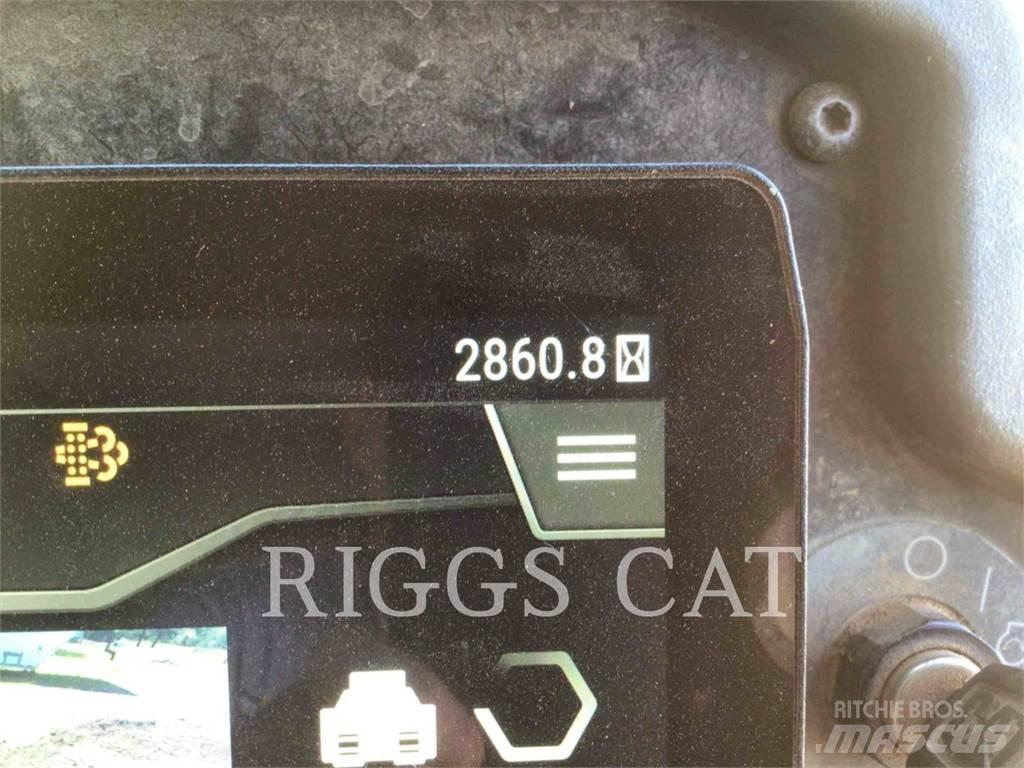 2860.8
RIGGS CAT
RITCHIE BROS.
MASCUS